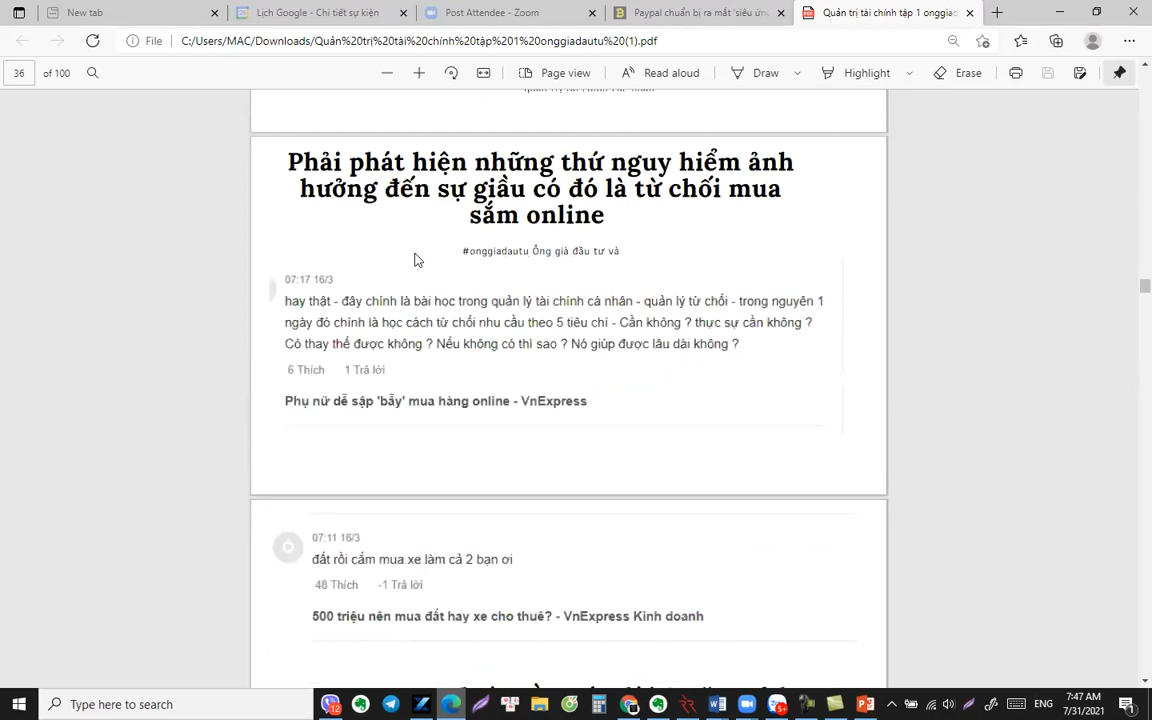 New tab
Lịch Google - Chi tiết sự kiện
Post Attendee - Zoom
Paypal chuẩn bị ra mắt 'siêu ứn
Quản trị tài chính tập 1 onggiad
File
C:/Users/MAC/Downloads/Quản%20trị%20tài%20chính%20tập%201%20onggiadautu%20(1).pdf
36 of 100
Page view
Read aloud
Draw
Highlight
Erase
Phải phát hiện những thứ nguy hiểm ảnh
hưởng đến sự giầu có đó là từ chối mua
sắm online
#onggiadautu Ông già đầu tư và
07:17 16/3
hay thật - đây chính là bài học trong quản lý tài chính cá nhân - quản lý từ chối - trong nguyên 1
ngày đó chính là học cách từ chối nhu cầu theo 5 tiêu chí - Cần không ? thực sự cần không ?
Có thay thế được không ? Nếu không có thì sao ? Nó giúp được lâu dài không ?
6 Thích 1 Trả lời
Phụ nữ dễ sập 'bẫy' mua hàng online - VnExpress
07:11 16/3
đất rồi cắm mua xe làm cả 2 bạn ơi
48 Thích -1 Trả lời
500 triệu nên mua đất hay xe cho thuê? - VnExpress Kinh doanh
Type here to search
12
5+
ENG
7:47 AM
7/31/2021
1